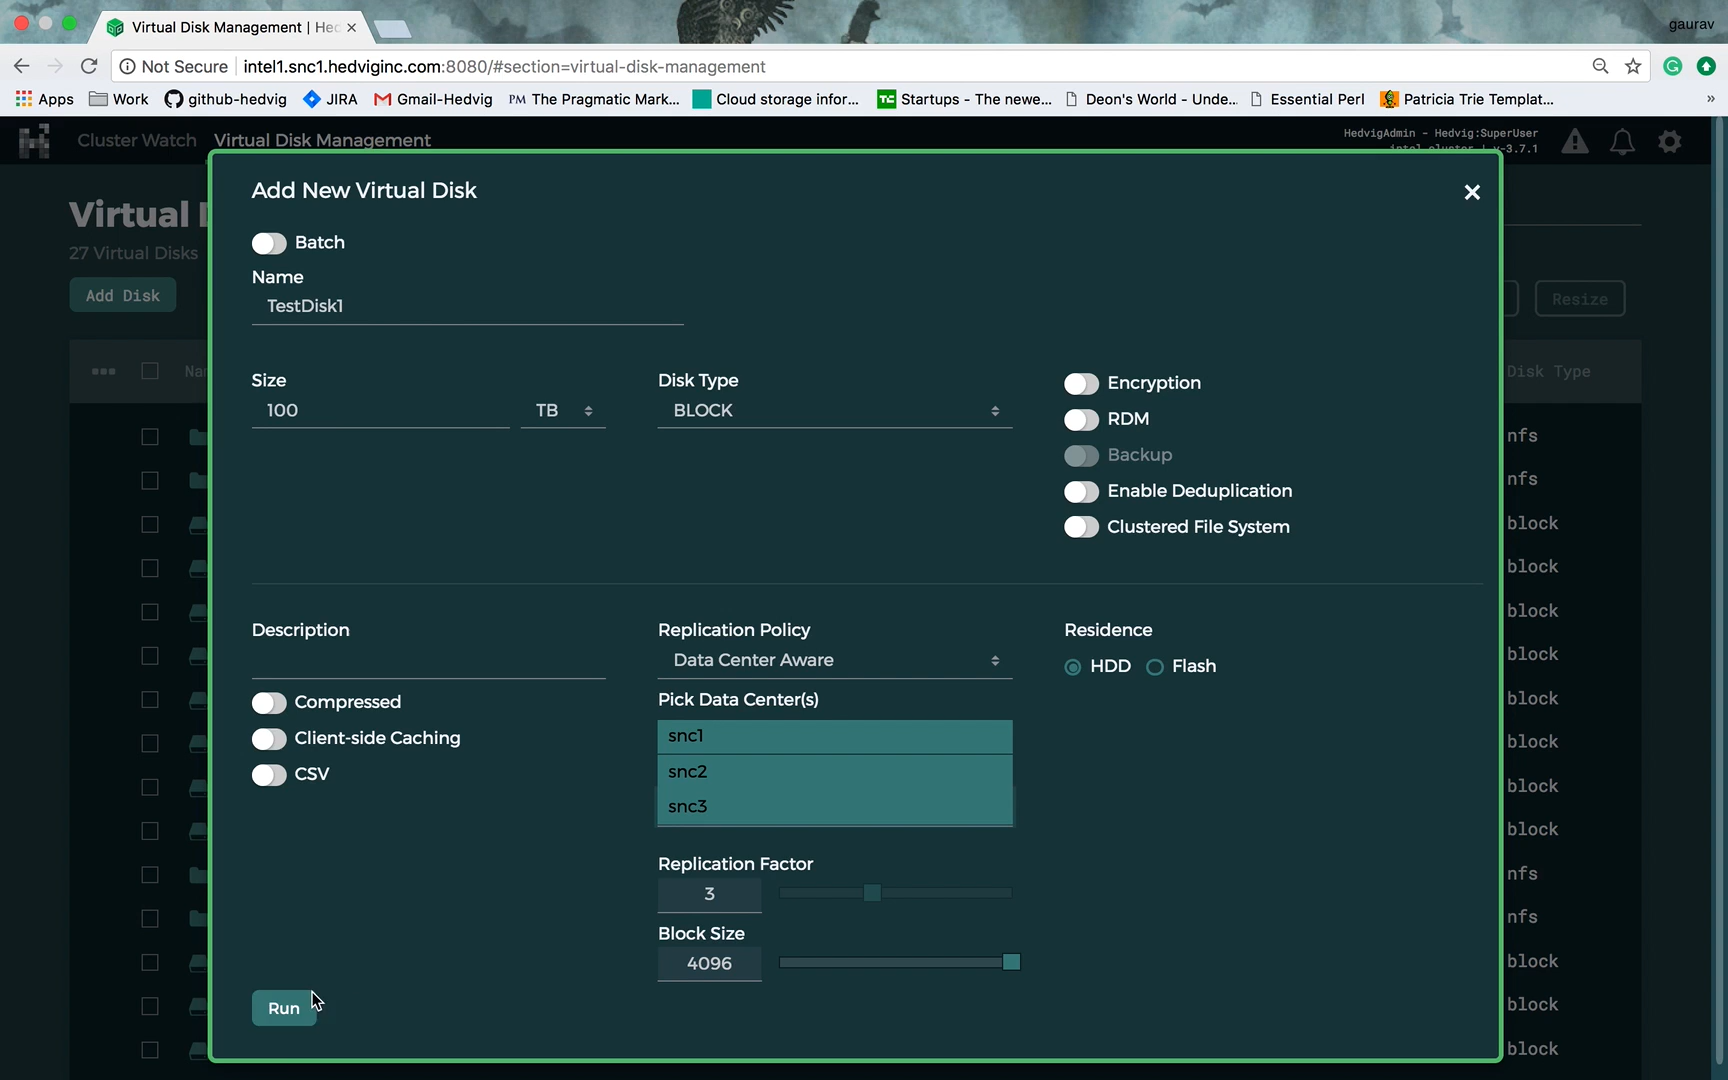 gaurav
Virtual Disk Management | Hec
Not Secure intel1.snc1.hedviginc.com:8080/#section=virtual-disk-management
Apps Work github-hedvig JIRA Gmail-Hedvig PM The Pragmatic Mark... Cloud storage infor... TC Startups - The newe... Deon's World - Unde... Essential Perl Patricia Trie Templat... »
Cluster Watch Virtual Disk Management
HedvigAdmin - Hedvig:SuperUser
intel_cluster | v-3.7.1
Add New Virtual Disk
Virtual
27 Virtual Disks
Add Disk
Resize
Disk Type
Batch
Name
TestDisk1
Size
100 TB
Disk Type
BLOCK
Encryption
RDM
Backup
Enable Deduplication
Clustered File System
Description
Compressed
Client-side Caching
CSV
Replication Policy
Data Center Aware
Pick Data Center(s)
snc1
snc2
snc3
Replication Factor
3
Block Size
4096
Residence
HDD Flash
Run
nfs
nfs
block
block
block
block
block
block
block
block
nfs
nfs
block
block
block